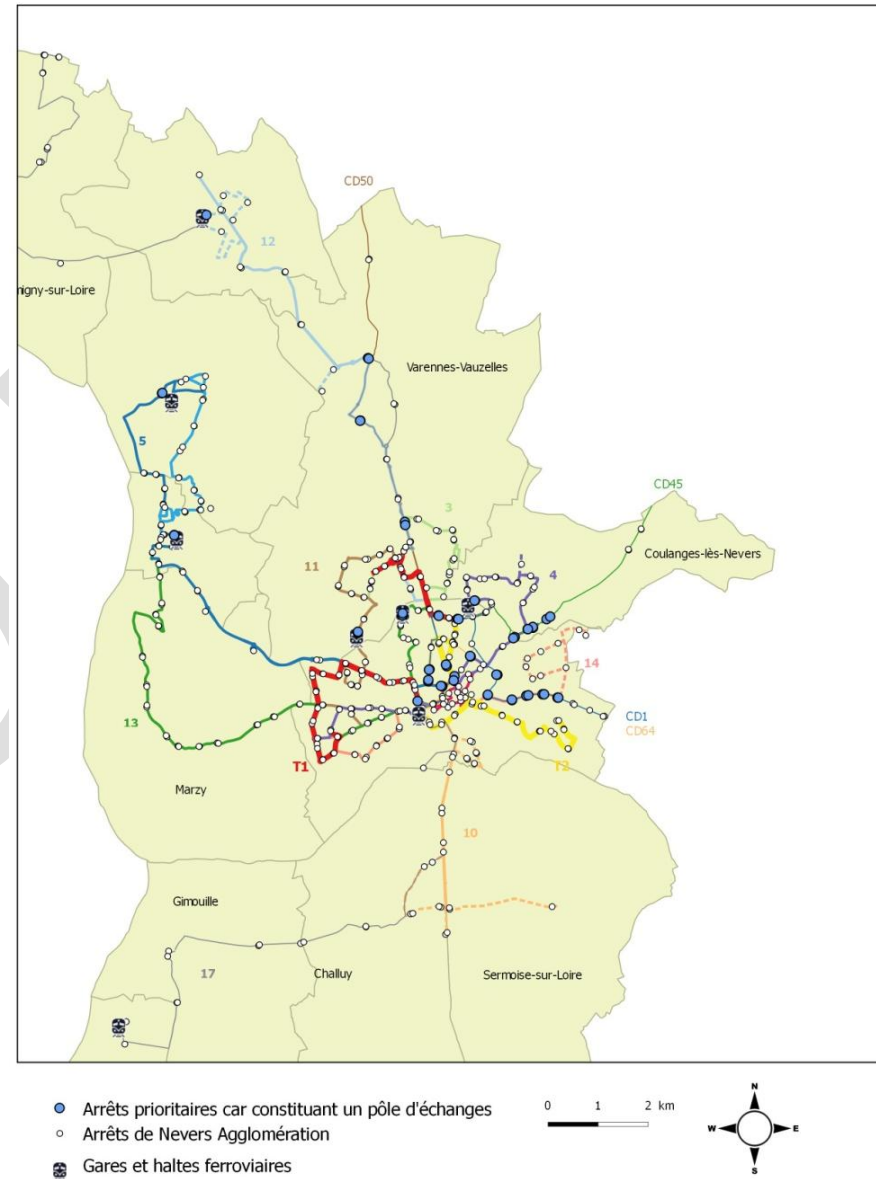 CD50
12
migny-sur-Loire
Varennes-Vauzelles
5
CD45
3
Coulanges-lès-Nevers
11
4
14
13
CD1
CD64
T1
T2
Marzy
10
Gimouille
17
Challuy
Sermoise-sur-Loire
Arrêts prioritaires car constituant un pôle d'échanges
Arrêts de Nevers Agglomération
Gares et haltes ferroviaires
0 1 2 km
N
W E
S